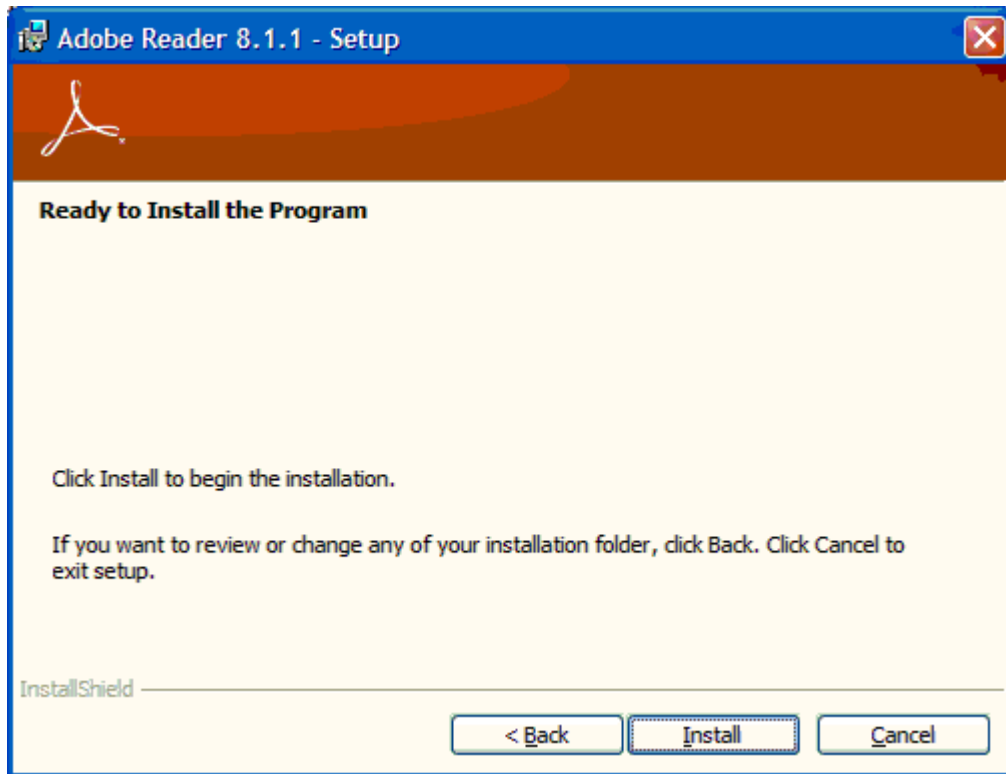 Adobe Reader 8.1.1 - Setup
Ready to Install the Program
Click Install to begin the installation.
If you want to review or change any of your installation folder, click Back. Click Cancel to
exit setup.
InstallShield
< Back Install Cancel